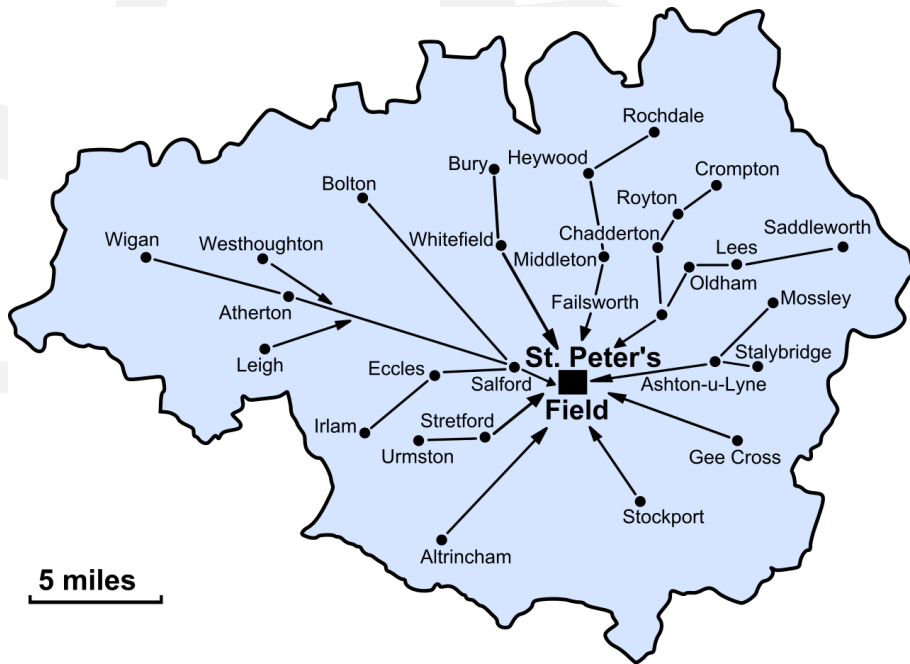 Rochdale
Bury
Heywood
Crompton
Bolton
Royton
Wigan
Westhoughton
Whitefield
Chadderton
Saddleworth
Middleton
Lees
Oldham
Atherton
Failsworth
Mossley
Leigh
St. Peter's
Field
Stalybridge
Eccles
Salford
Ashton-u-Lyne
Irlam
Stretford
Urmston
Gee Cross
Stockport
Altrincham
5 miles